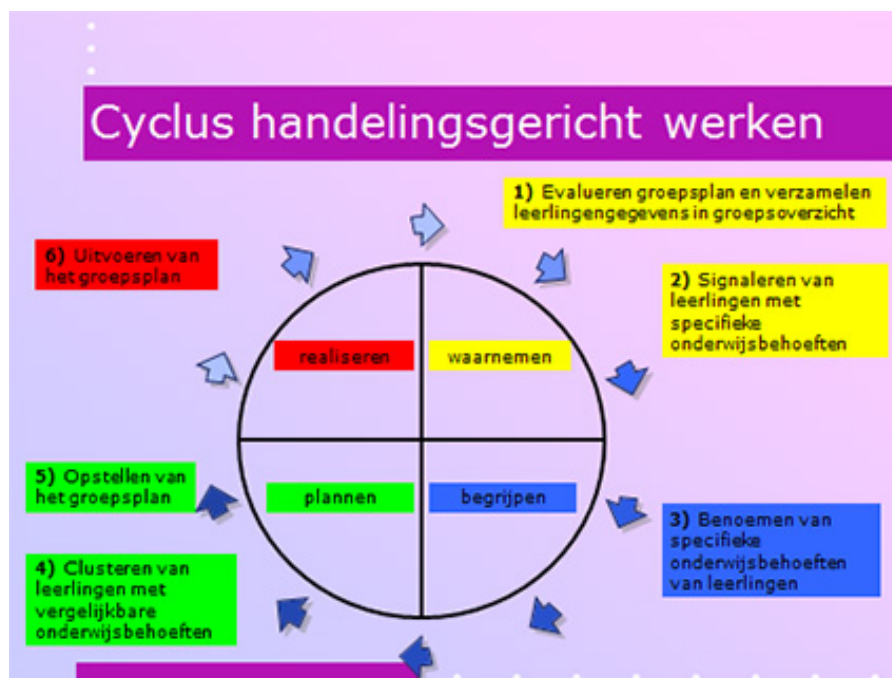 Cyclus handelingsgericht werken
1) Evalueren groepsplan en verzamelen
leerlingengegevens in groepsoverzicht
2) Signaleren van
leerlingen met
specifieke
onderwijsbehoeften
3) Benoemen van
specifieke
onderwijsbehoeften
van leerlingen
4) Clusteren van
leerlingen met
vergelijkbare
onderwijsbehoeften
5) Opstellen van
het groepsplan
6) Uitvoeren van
het groepsplan
realiseren
waarnemen
plannen
begrijpen